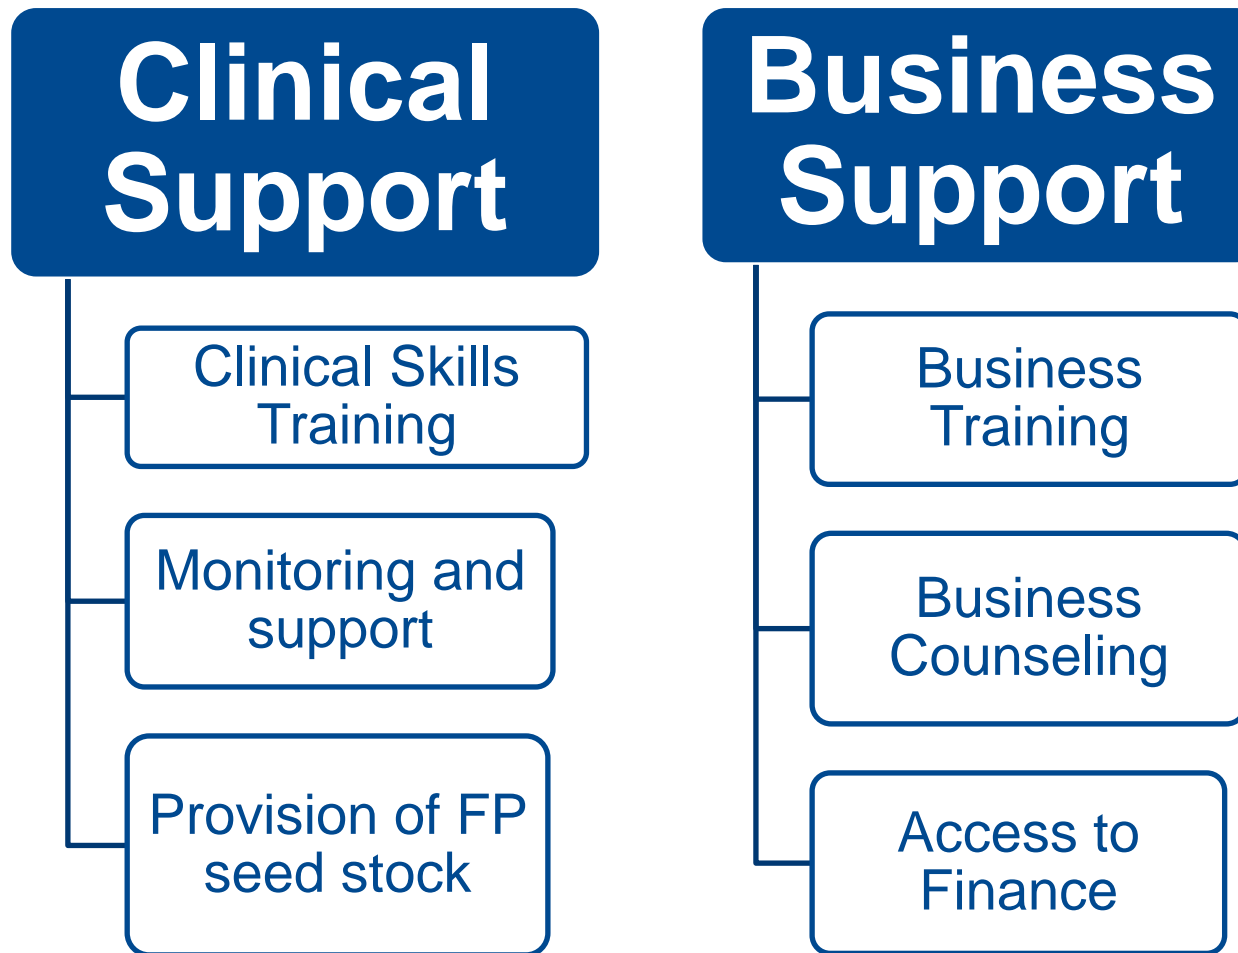 Clinical
Support
Clinical Skills
Training
Monitoring and
support
Provision of FP
seed stock
Business
Support
Business
Training
Business
Counseling
Access to
Finance